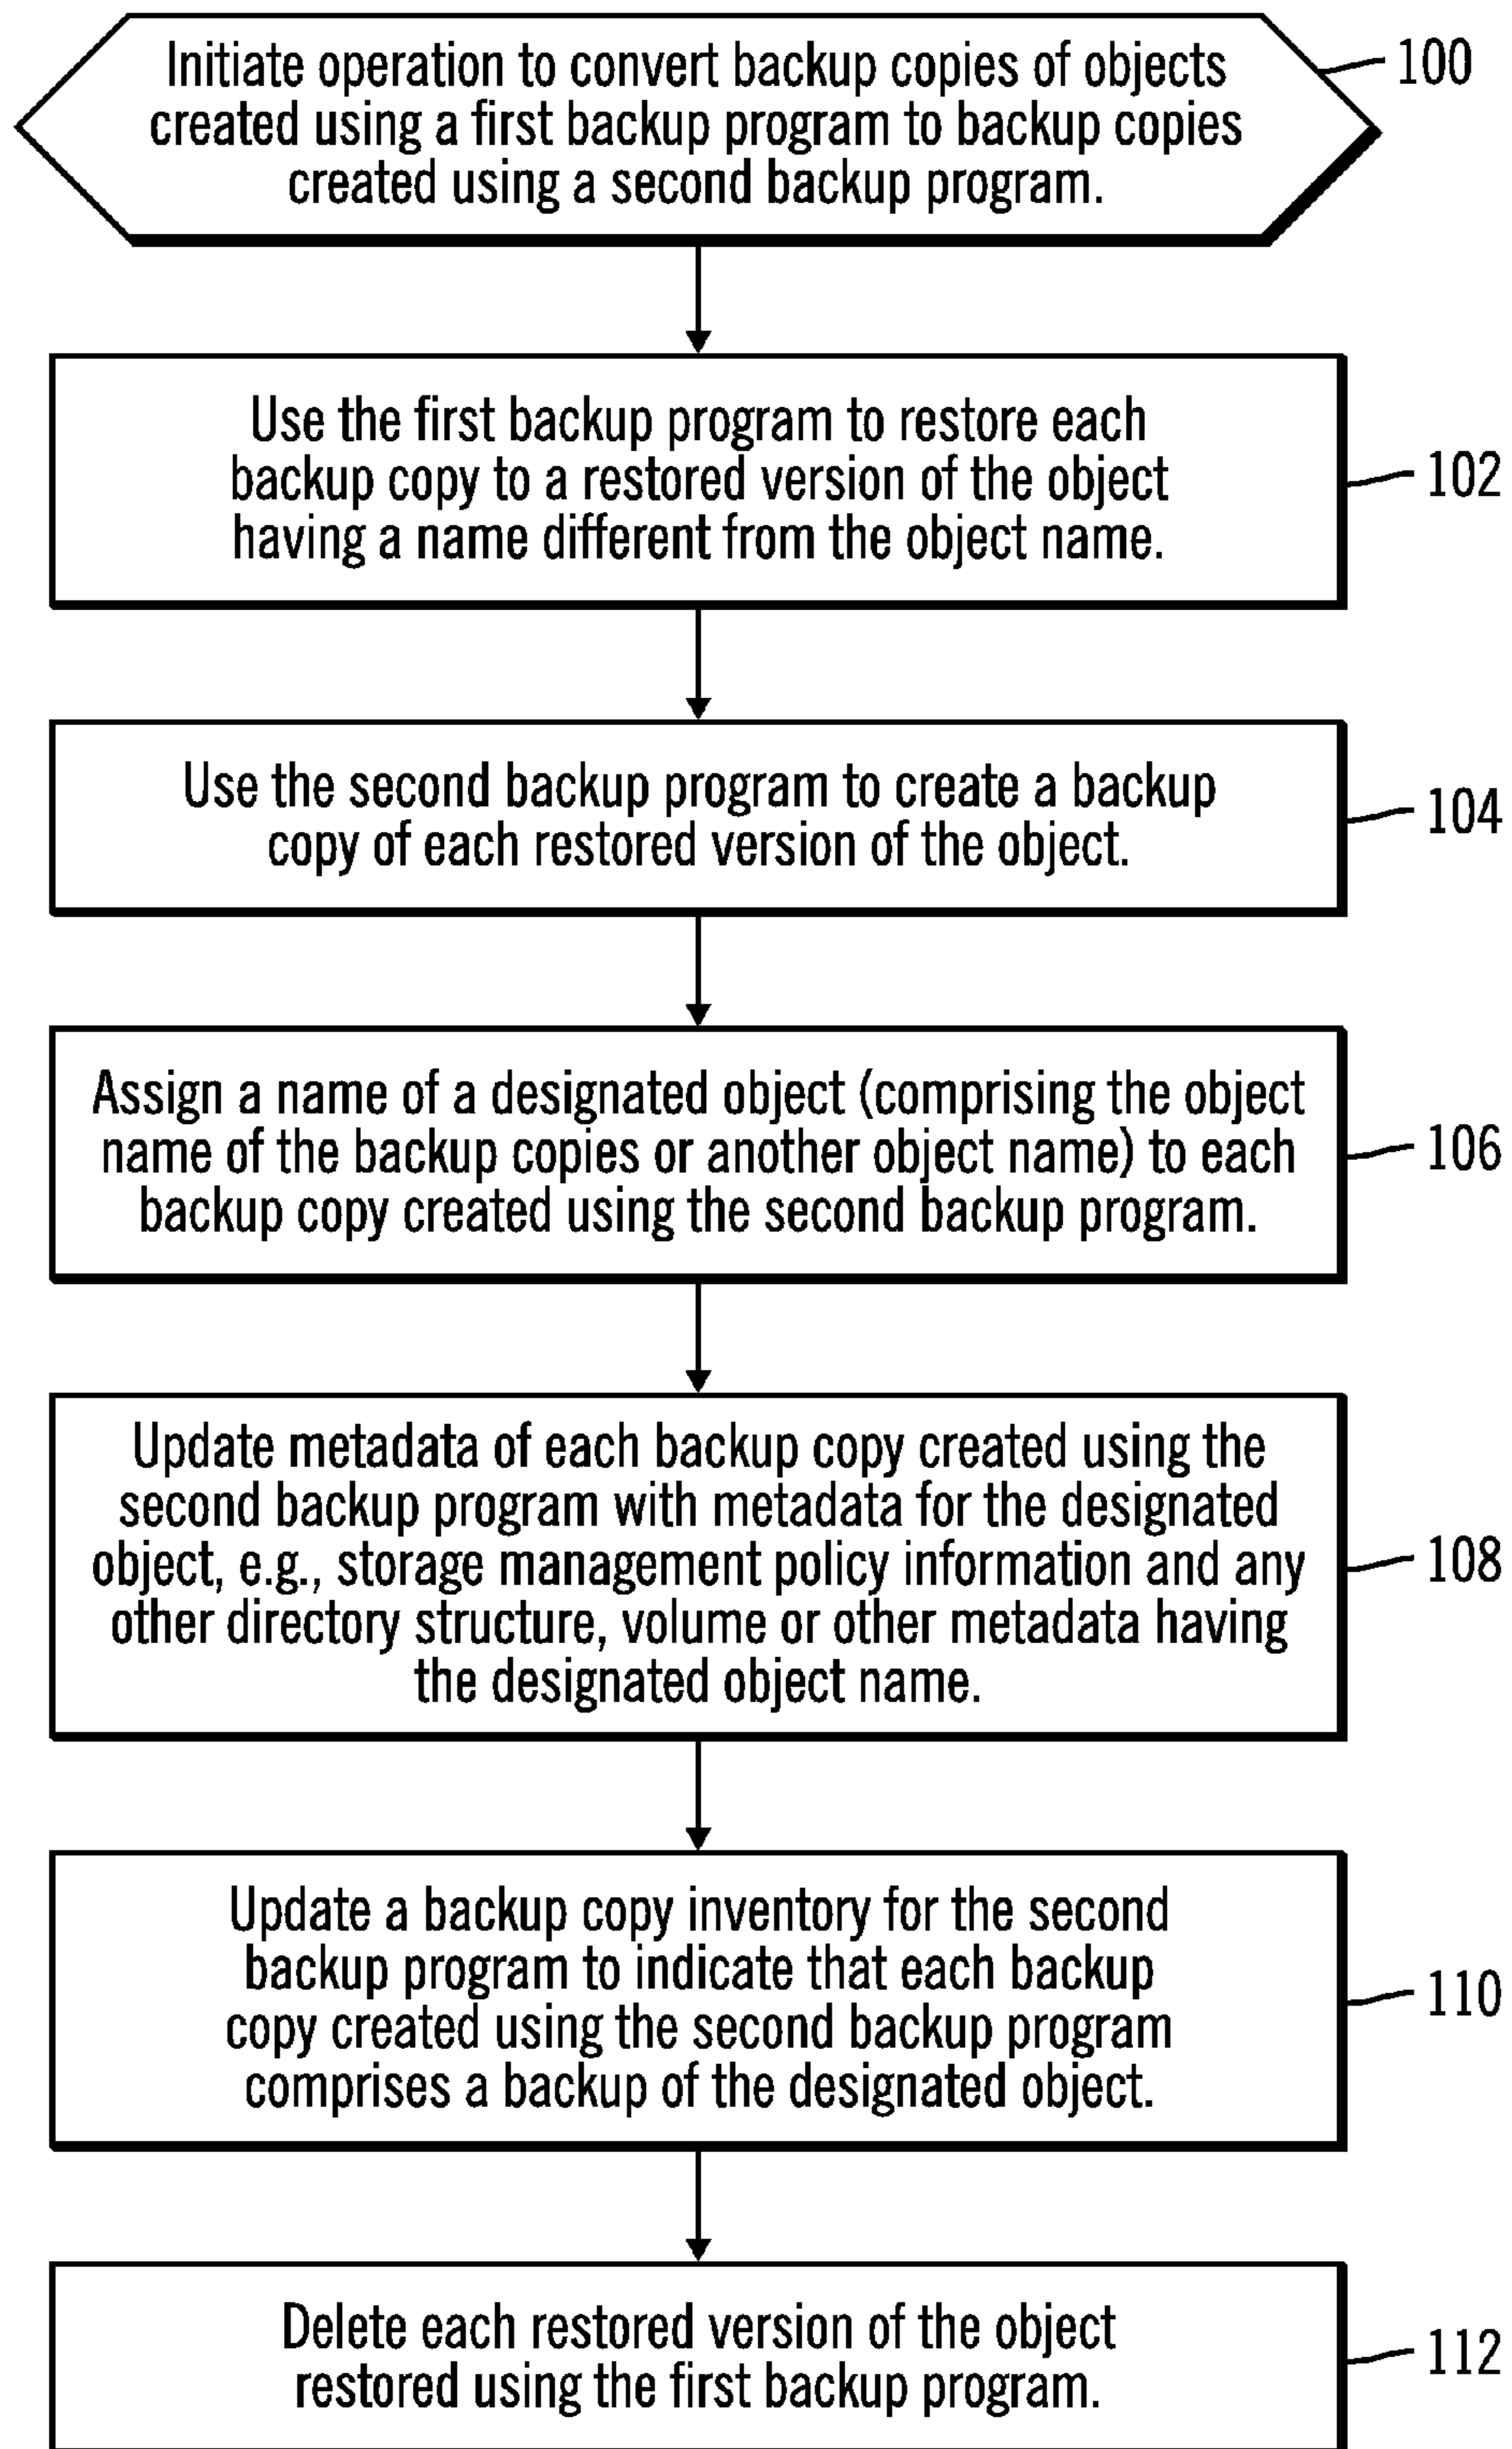 Initiate operation to convert backup copies of objects
created using a first backup program to backup copies
created using a second backup program.
100
Use the first backup program to restore each
backup copy to a restored version of the object
having a name different from the object name.
102
Use the second backup program to create a backup
copy of each restored version of the object.
104
Assign a name of a designated object (comprising the object
name of the backup copies or another object name) to each
backup copy created using the second backup program.
106
Update metadata of each backup copy created using the
second backup program with metadata for the designated
object, e.g., storage management policy information and any
other directory structure, volume or other metadata having
the designated object name.
108
Update a backup copy inventory for the second
backup program to indicate that each backup
copy created using the second backup program
comprises a backup of the designated object.
110
Delete each restored version of the object
restored using the first backup program.
112